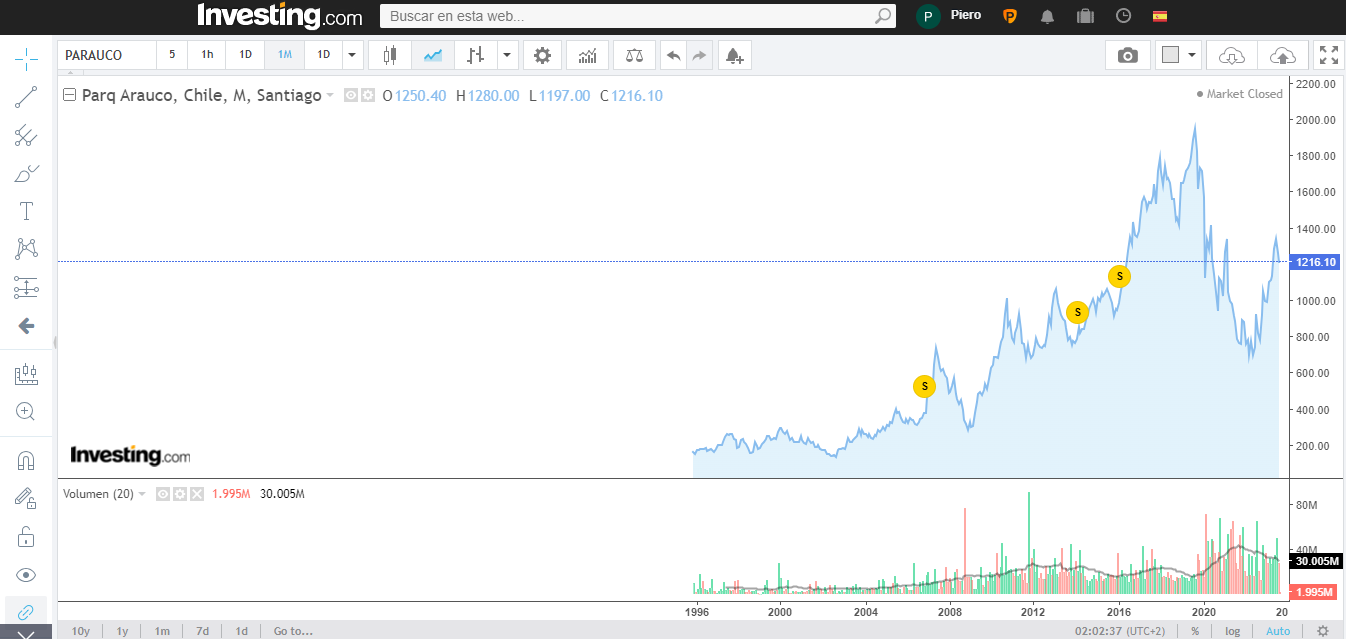 Investing.com
Buscar en esta web...
P
Piero
P
PARAUCO
5
1h
1D
1M
1D
Parq Arauco, Chile, M, Santiago
O1250.40 H1280.00 L1197.00 C1216.10
Market Closed
2200.00
2000.00
1800.00
1600.00
1400.00
1216.10
1000.00
800.00
600.00
400.00
200.00
S
S
S
Investing.com
Volumen (20)
1.995M 30.005M
80M
40M
30.005M
1.995M
1996 2000 2004 2008 2012 2016 2020 20
10y 1y 1m 7d 1d Go to...
02:02:37 (UTC+2) % log Auto